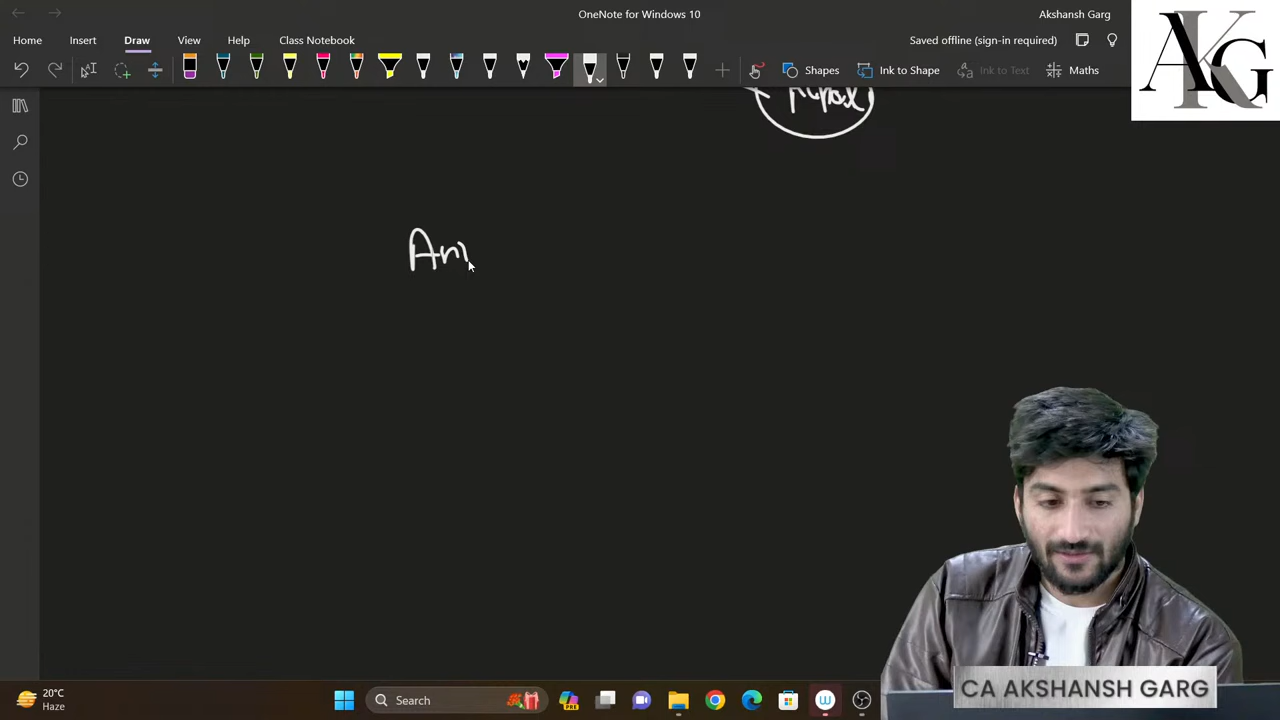 OneNote for Windows 10
Akshansh Garg
Home Insert Draw View Help Class Notebook
Saved offline (sign-in required)
Shapes Ink to Shape Ink to Text Maths
AKG
An
20°C
Haze
Search
PRE
CA AKSHANSH GARG